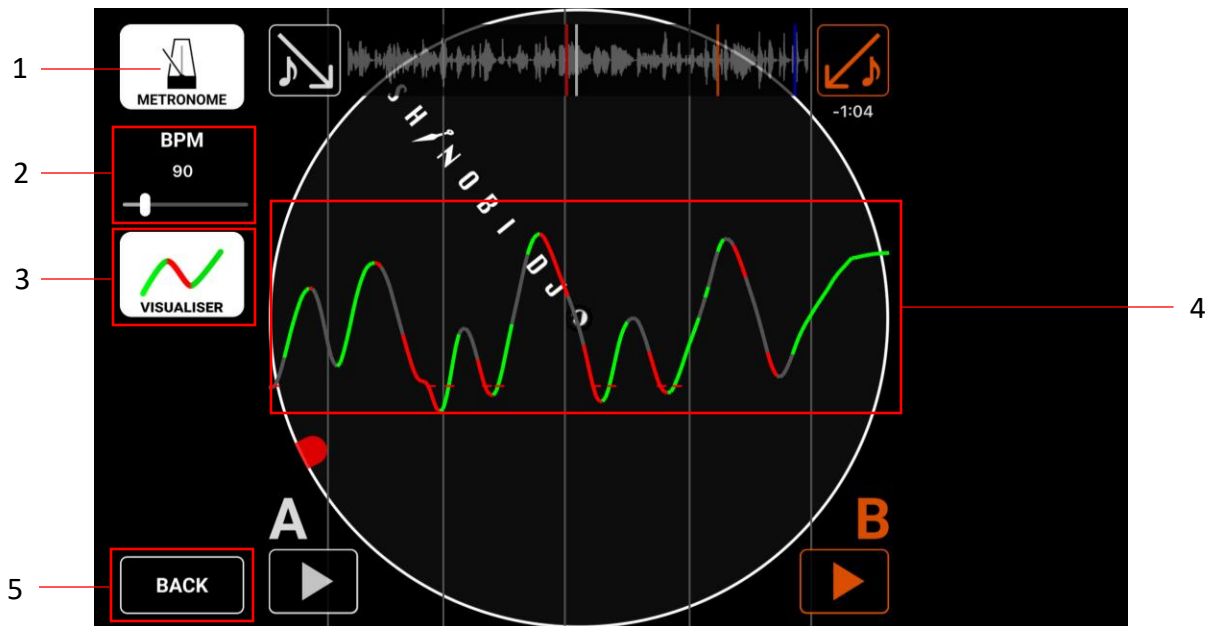 1
METRONOME
-1:04
2
BPM
90
SHINOBI DJ
3
VISUALISER
4
A
B
5
BACK